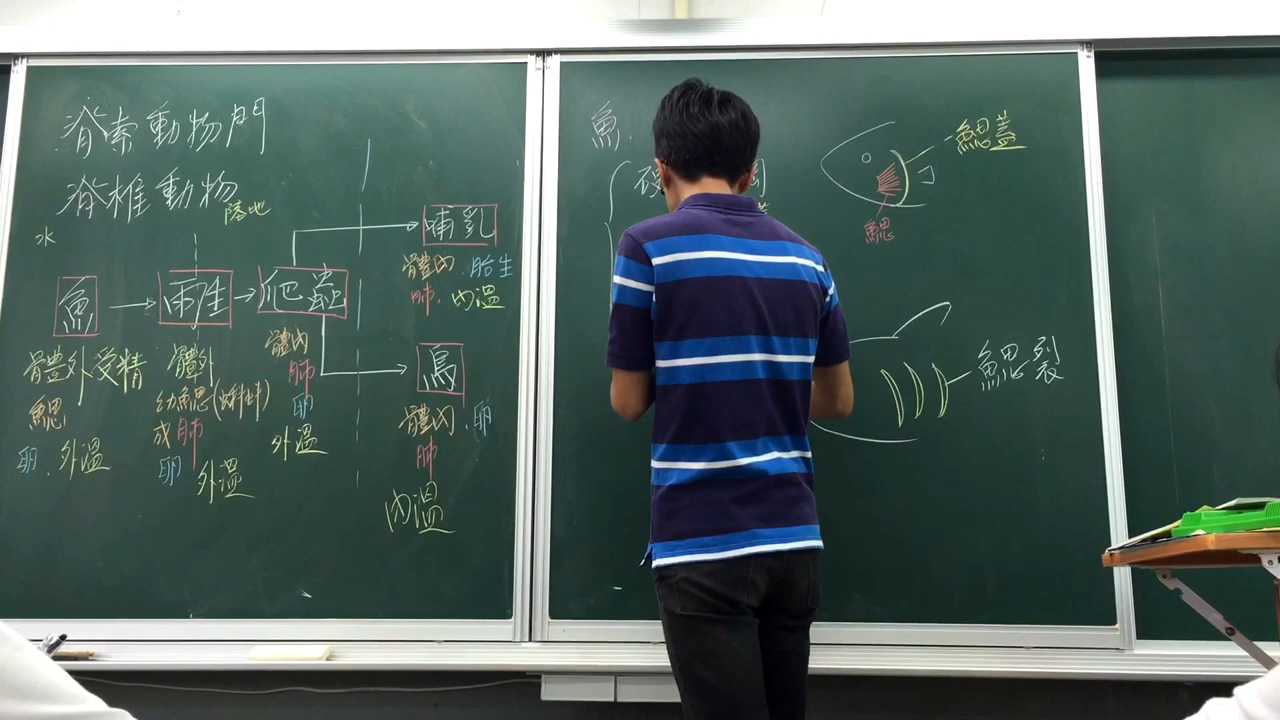 脊索動物門
脊椎動物
陸地
水
魚
兩生
爬蟲
哺乳
體內.胎生
肺.內溫
體外受精
鰓
卵.外溫
體外
幼鰓(蝌蚪)
成肺
卵
外溫
體內
肺
卵
外溫
鳥
體內.卵
肺
內溫
魚.
硬
綱
鰓蓋
鰓
鰓裂